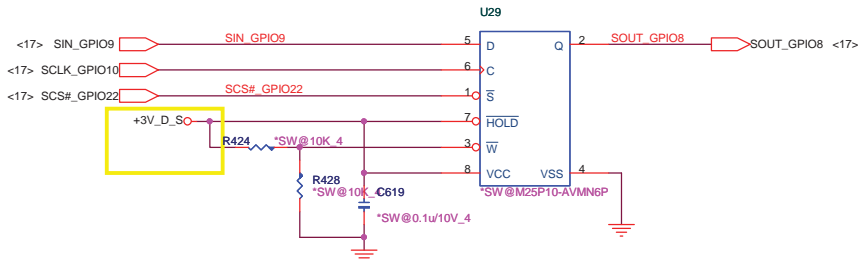 U29
<17> SIN_GPIO9 SIN_GPIO9 5 D Q 2 SOUT_GPIO8 SOUT_GPIO8 <17>
<17> SCLK_GPIO10 6 C
<17> SCS#_GPIO22 SCS#_GPIO22 1 S
+3V_D_S 7 HOLD
R424 *SW@10K_4 3 W
8 VCC VSS 4
R428
*SW@10K_4 C619 *SW@M25P10-AVMN6P
*SW@0.1u/10V_4